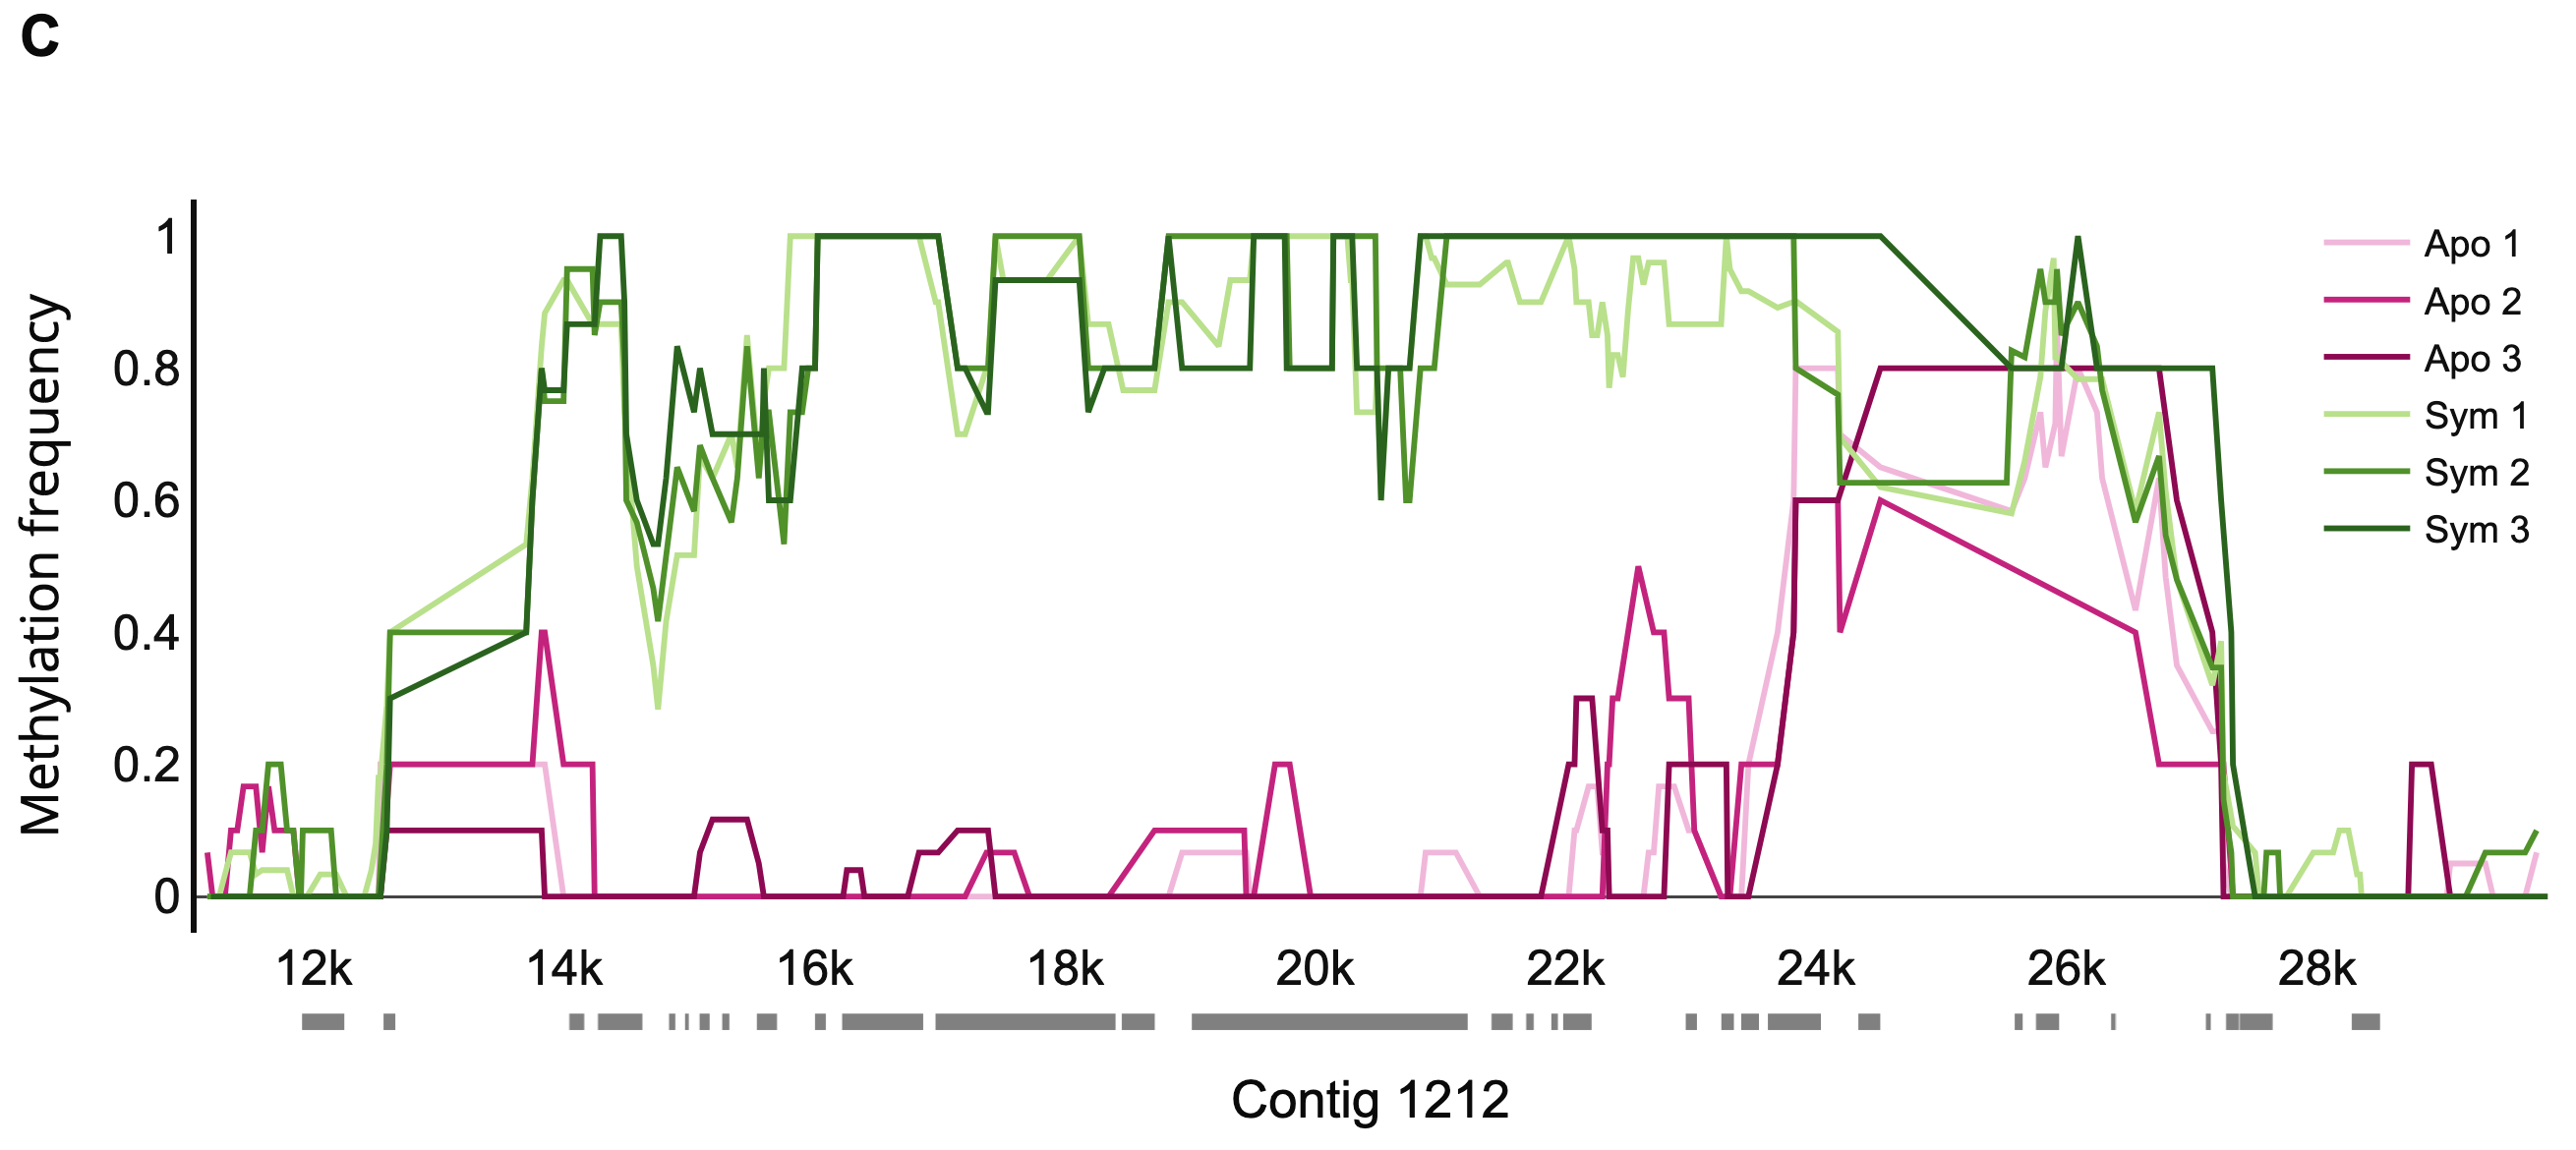 C
Methylation frequency
1
0.8
0.6
0.4
0.2
0
12k 14k 16k 18k 20k 22k 24k 26k 28k
Contig 1212
Apo 1
Apo 2
Apo 3
Sym 1
Sym 2
Sym 3